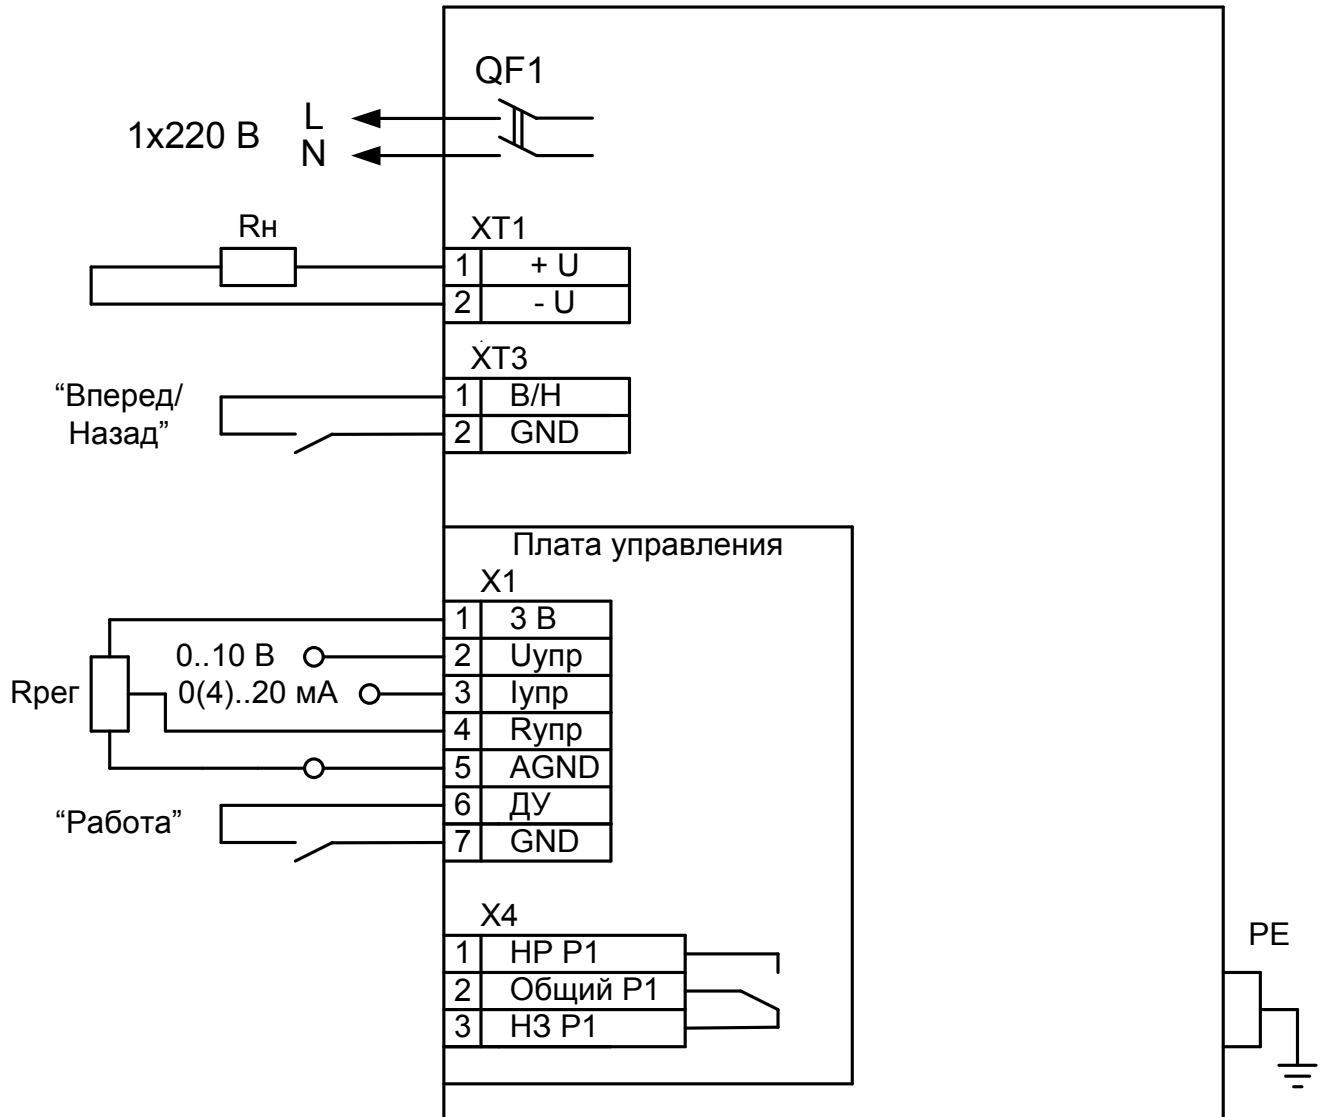 QF1
1x220 В
L
N
Rн
XT1
1 + U
2 - U
XT3
“Вперед/
Назад”
1 В/Н
2 GND
Плата управления
X1
1 3 В
0..10 В 2 Uупр
Rрег 0(4)..20 мА 3 Iупр
4 Rупр
5 AGND
“Работа” 6 ДУ
7 GND
X4
1 НР Р1
2 Общий Р1
3 НЗ Р1
PE